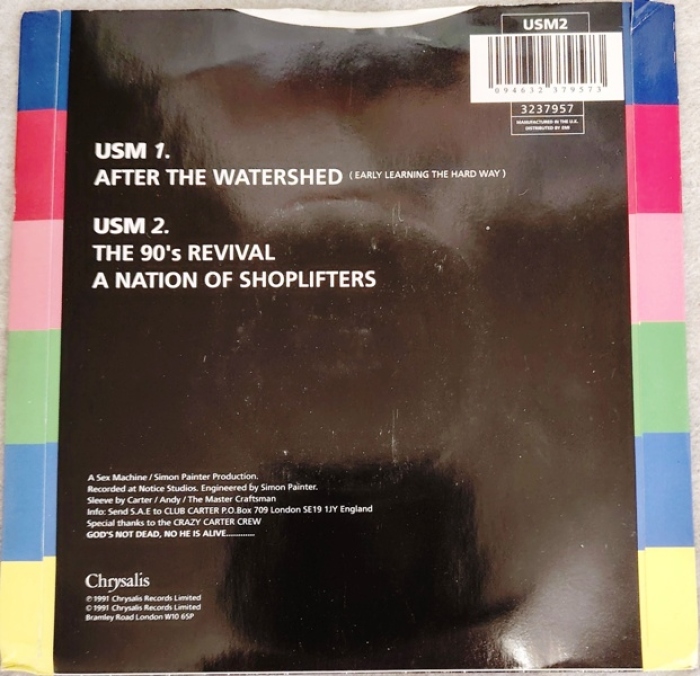 USM2
094632 379573
3237957
MANUFACTURED IN THE U.K.
DISTRIBUTED BY EMI
USM 1.
AFTER THE WATERSHED (EARLY LEARNING THE HARD WAY)
USM 2.
THE 90's REVIVAL
A NATION OF SHOPLIFTERS
A Sex Machine / Simon Painter Production.
Recorded at Notice Studios. Engineered by Simon Painter.
Sleeve by Carter / Andy / The Master Craftsman
Info: Send S.A.E to CLUB CARTER P.O.Box 709 London SE19 1JY England
Special thanks to the CRAZY CARTER CREW
GOD'S NOT DEAD, NO HE IS ALIVE............
Chrysalis
℗ 1991 Chrysalis Records Limited
© 1991 Chrysalis Records Limited
Bramley Road London W10 6SP